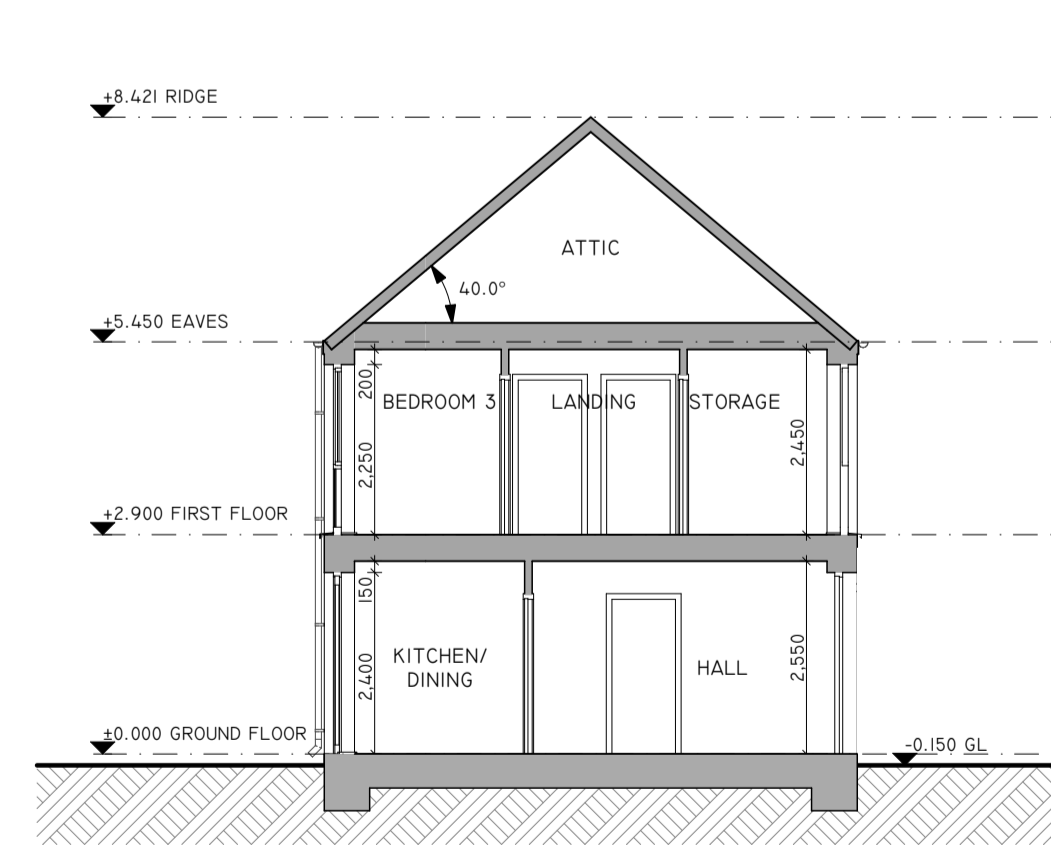 +8.421 RIDGE
ATTIC
40.0°
+5.450 EAVES
200
BEDROOM 3
LANDING
STORAGE
2,250
2,450
+2.900 FIRST FLOOR
150
KITCHEN/
DINING
HALL
2,400
2,550
±0.000 GROUND FLOOR
-0.150 GL